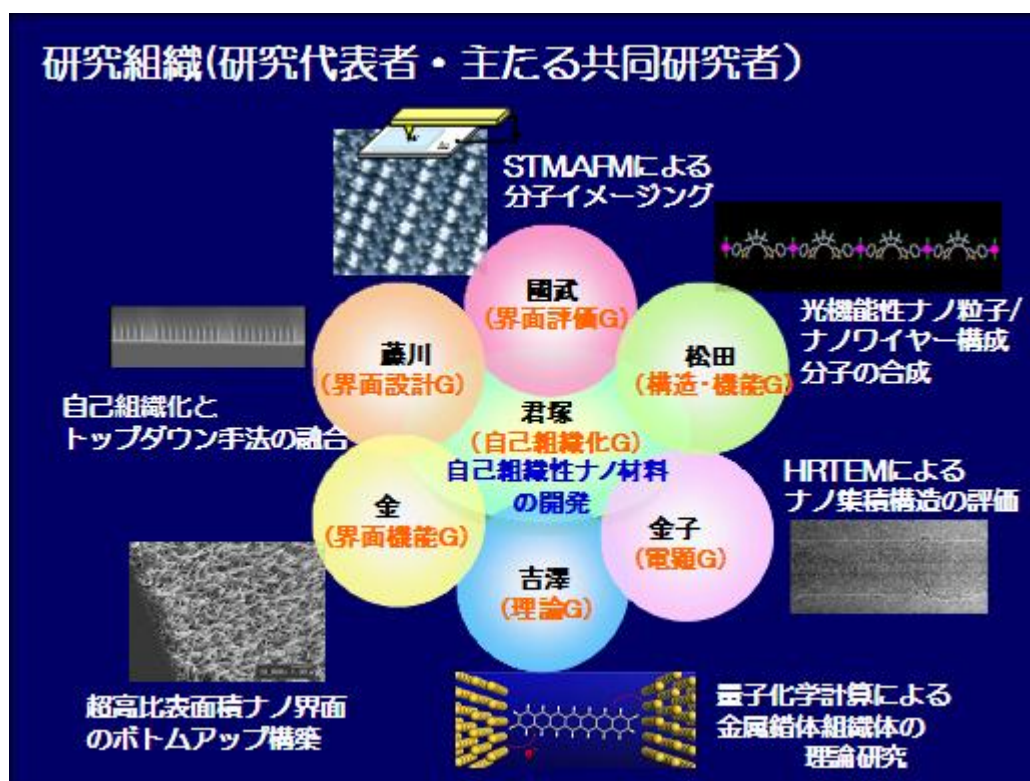 研究組織(研究代表者・主たる共同研究者)
STM.AFMによる
分子イメージング
國武
(界面評価G)
光機能性ナノ粒子/
ナノワイヤー構成
分子の合成
藤川
(界面設計G)
松田
(構造・機能G)
自己組織化と
トップダウン手法の融合
君塚
(自己組織化G)
自己組織性ナノ材料
の開発
HRTEMによる
ナノ集積構造の評価
金
(界面機能G)
金子
(電顕G)
吉澤
(理論G)
超高比表面積ナノ界面
のボトムアップ構築
量子化学計算による
金属錯体組織体の
理論研究